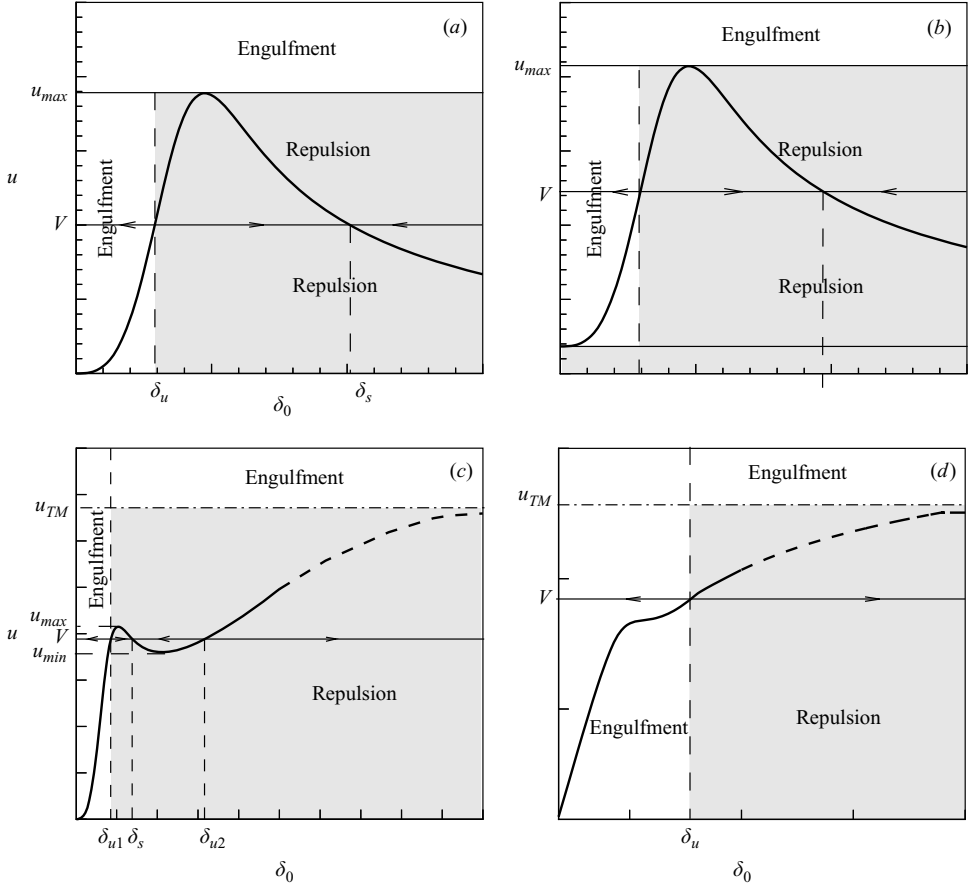 (a)
Engulfment
u_max
Repulsion
u
Engulfment
V
Repulsion
δ_u
δ_0
δ_s
(b)
Engulfment
u_max
Repulsion
V
Engulfment
Repulsion
(c)
Engulfment
u_TM
Engulfment
u_max
u
V
u_min
Repulsion
δ_u1
δ_s
δ_u2
δ_0
(d)
Engulfment
u_TM
V
Engulfment
Repulsion
δ_u
δ_0